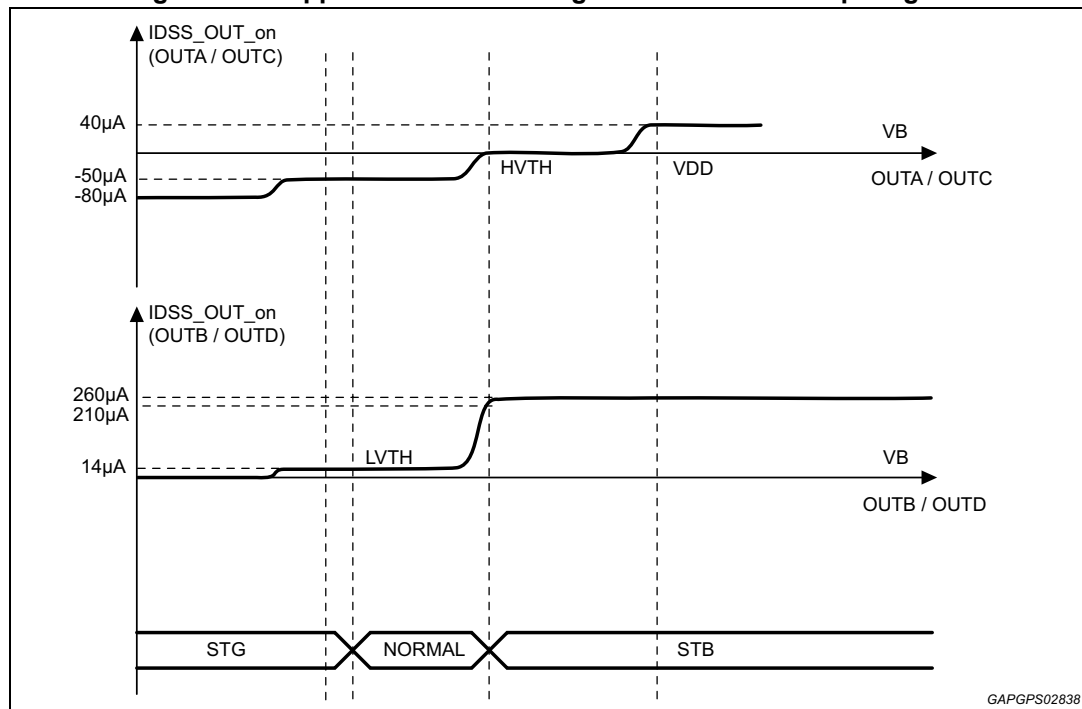 IDSS_OUT_on
(OUTA / OUTC)
40µA
VB
HVTH
VDD
-50µA
OUTA / OUTC
-80µA
IDSS_OUT_on
(OUTB / OUTD)
260µA
210µA
LVTH
14µA
VB
OUTB / OUTD
STG
NORMAL
STB
GAPGPS02838